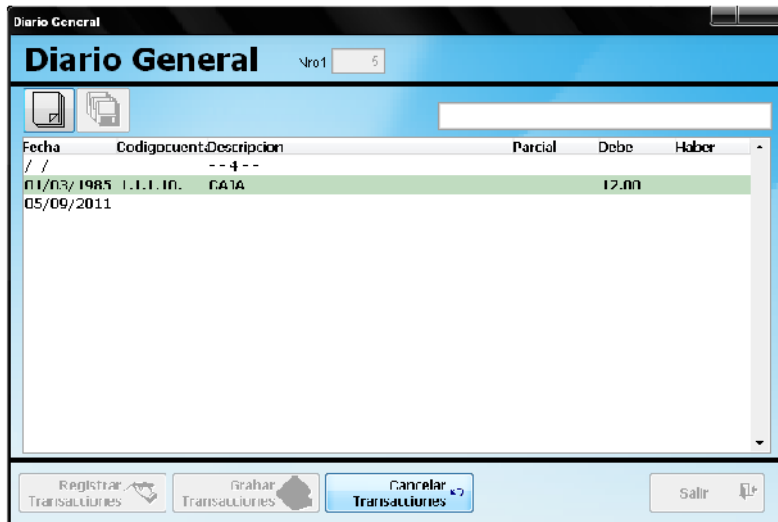 Diario General
Diario General Nro1 5
Fecha Codigocuenta Descripcion Parcial Debe Haber
/ / --4--
01/03/1985 1.1.1.10. CAJA 12.00
05/09/2011
Registrar Transacciones
Grabar Transacciones
Cancelar Transacciones
Salir